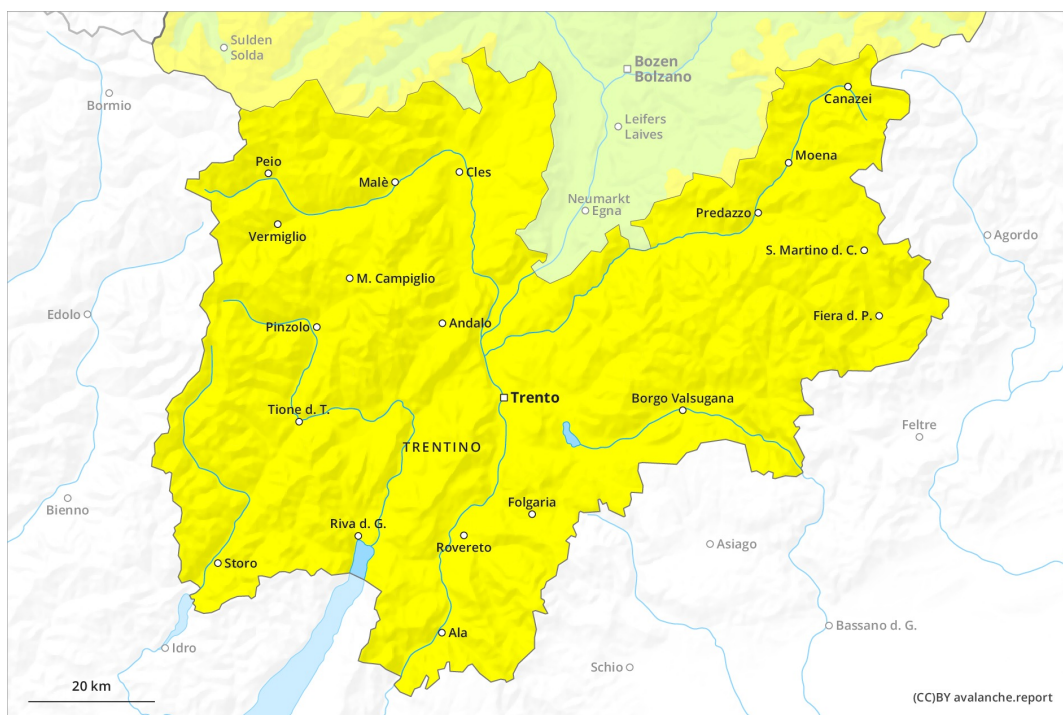 Sulden
Solda
Bozen
Bolzano
Bormio
Canazei
Leifers
Laives
Peio
Moena
Malè
Cles
Neumarkt
Egna
Predazzo
Vermiglio
Agordo
S. Martino d. C.
M. Campiglio
Edolo
Pinzolo
Andalo
Fiera d. P.
Trento
Borgo Valsugana
Tione d. T.
Feltre
TRENTINO
Bienno
Folgaria
Riva d. G.
Rovereto
Asiago
Storo
Bassano d. G.
Ala
Idro
Schio
20 km
(CC)BY avalanche.report